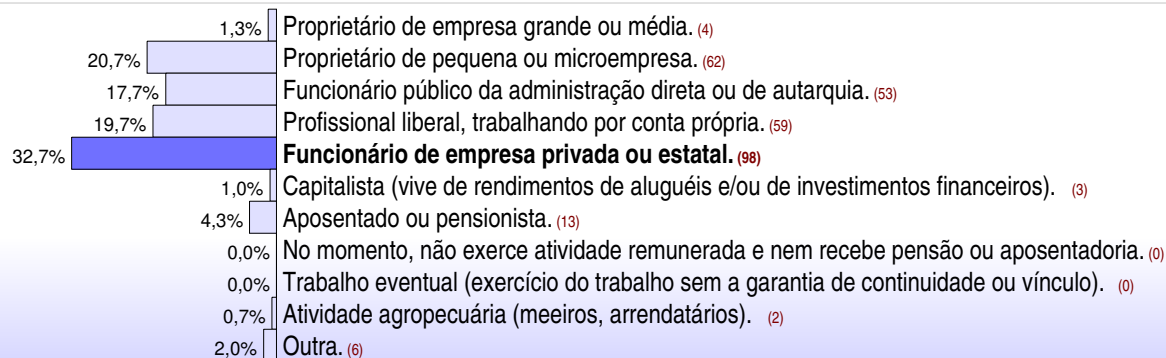 1,3% Proprietário de empresa grande ou média. (4)
20,7% Proprietário de pequena ou microempresa. (62)
17,7% Funcionário público da administração direta ou de autarquia. (53)
19,7% Profissional liberal, trabalhando por conta própria. (59)
32,7% Funcionário de empresa privada ou estatal. (98)
1,0% Capitalista (vive de rendimentos de aluguéis e/ou de investimentos financeiros). (3)
4,3% Aposentado ou pensionista. (13)
0,0% No momento, não exerce atividade remunerada e nem recebe pensão ou aposentadoria. (0)
0,0% Trabalho eventual (exercício do trabalho sem a garantia de continuidade ou vínculo). (0)
0,7% Atividade agropecuária (meeiros, arrendatários). (2)
2,0% Outra. (6)